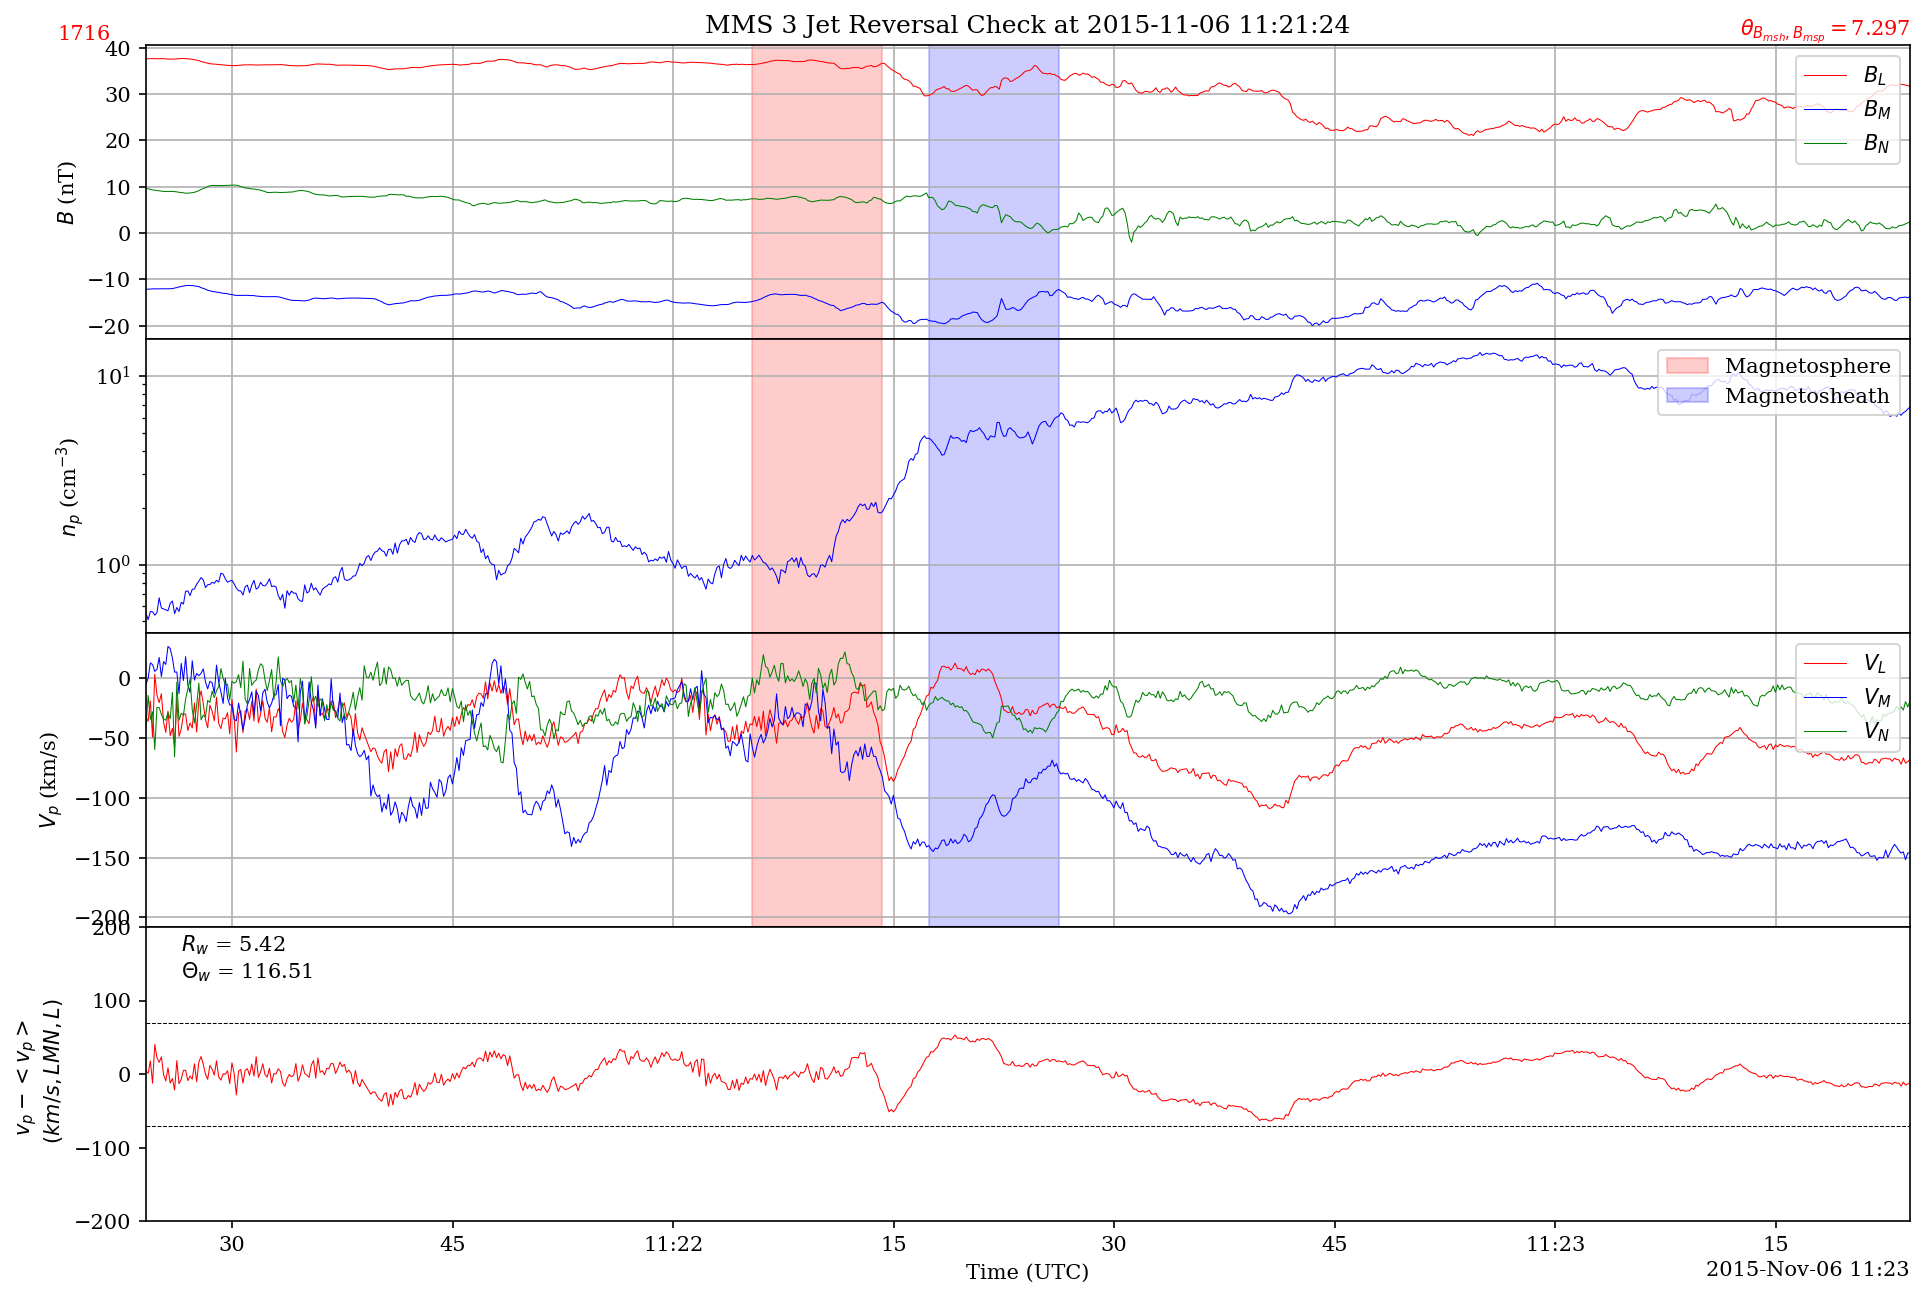 1716
MMS 3 Jet Reversal Check at 2015-11-06 11:21:24
θ_{B_{msh}, B_{msp}} = 7.297
40
30
20
10
0
−10
−20
B (nT)
B_L
B_M
B_N
10^1
10^0
n_p (cm^{−3})
Magnetosphere
Magnetosheath
0
−50
−100
−150
−200
V_p (km/s)
V_L
V_M
V_N
200
100
0
−100
−200
v_p − < v_p >
(km/s, LMN, L)
R_w = 5.42
Θ_w = 116.51
30
45
11:22
15
30
45
11:23
15
Time (UTC)
2015-Nov-06 11:23